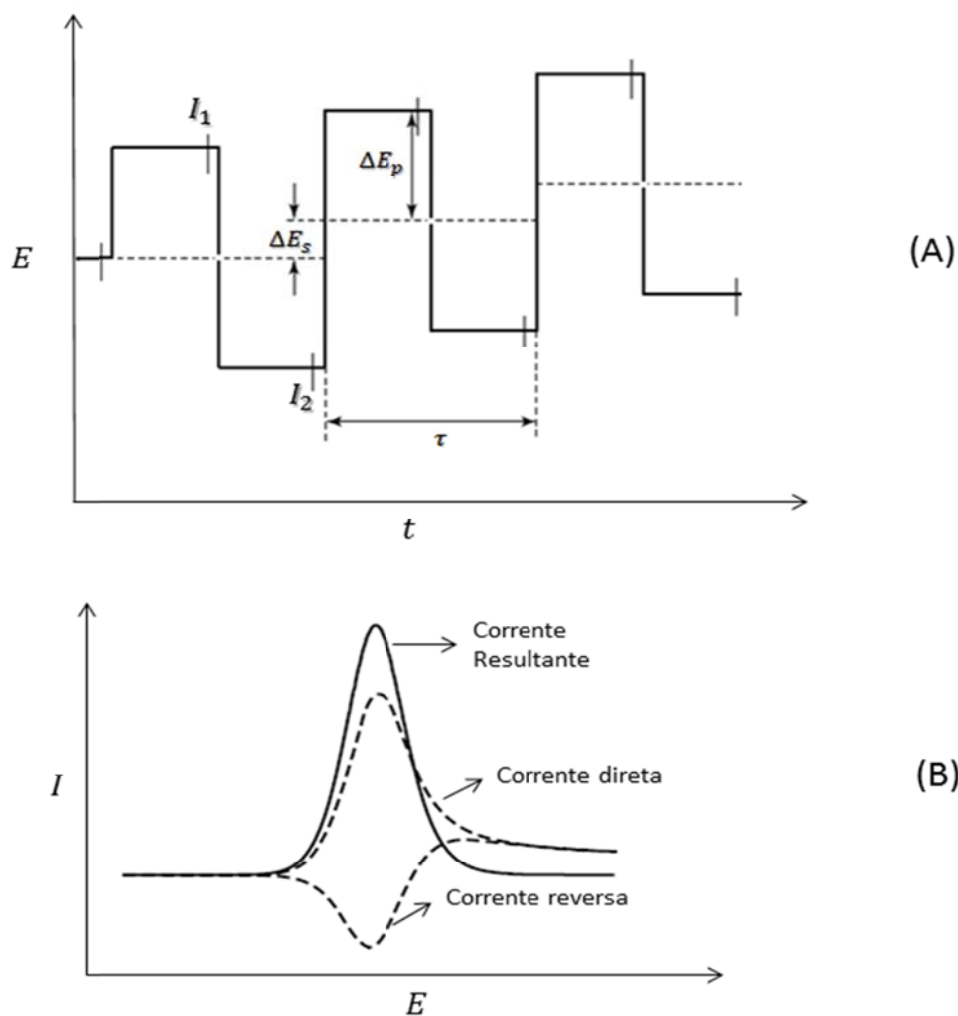 I₁
ΔEₚ
ΔEₛ
E
(A)
I₂
τ
t
Corrente
Resultante
I
Corrente direta
(B)
Corrente reversa
E